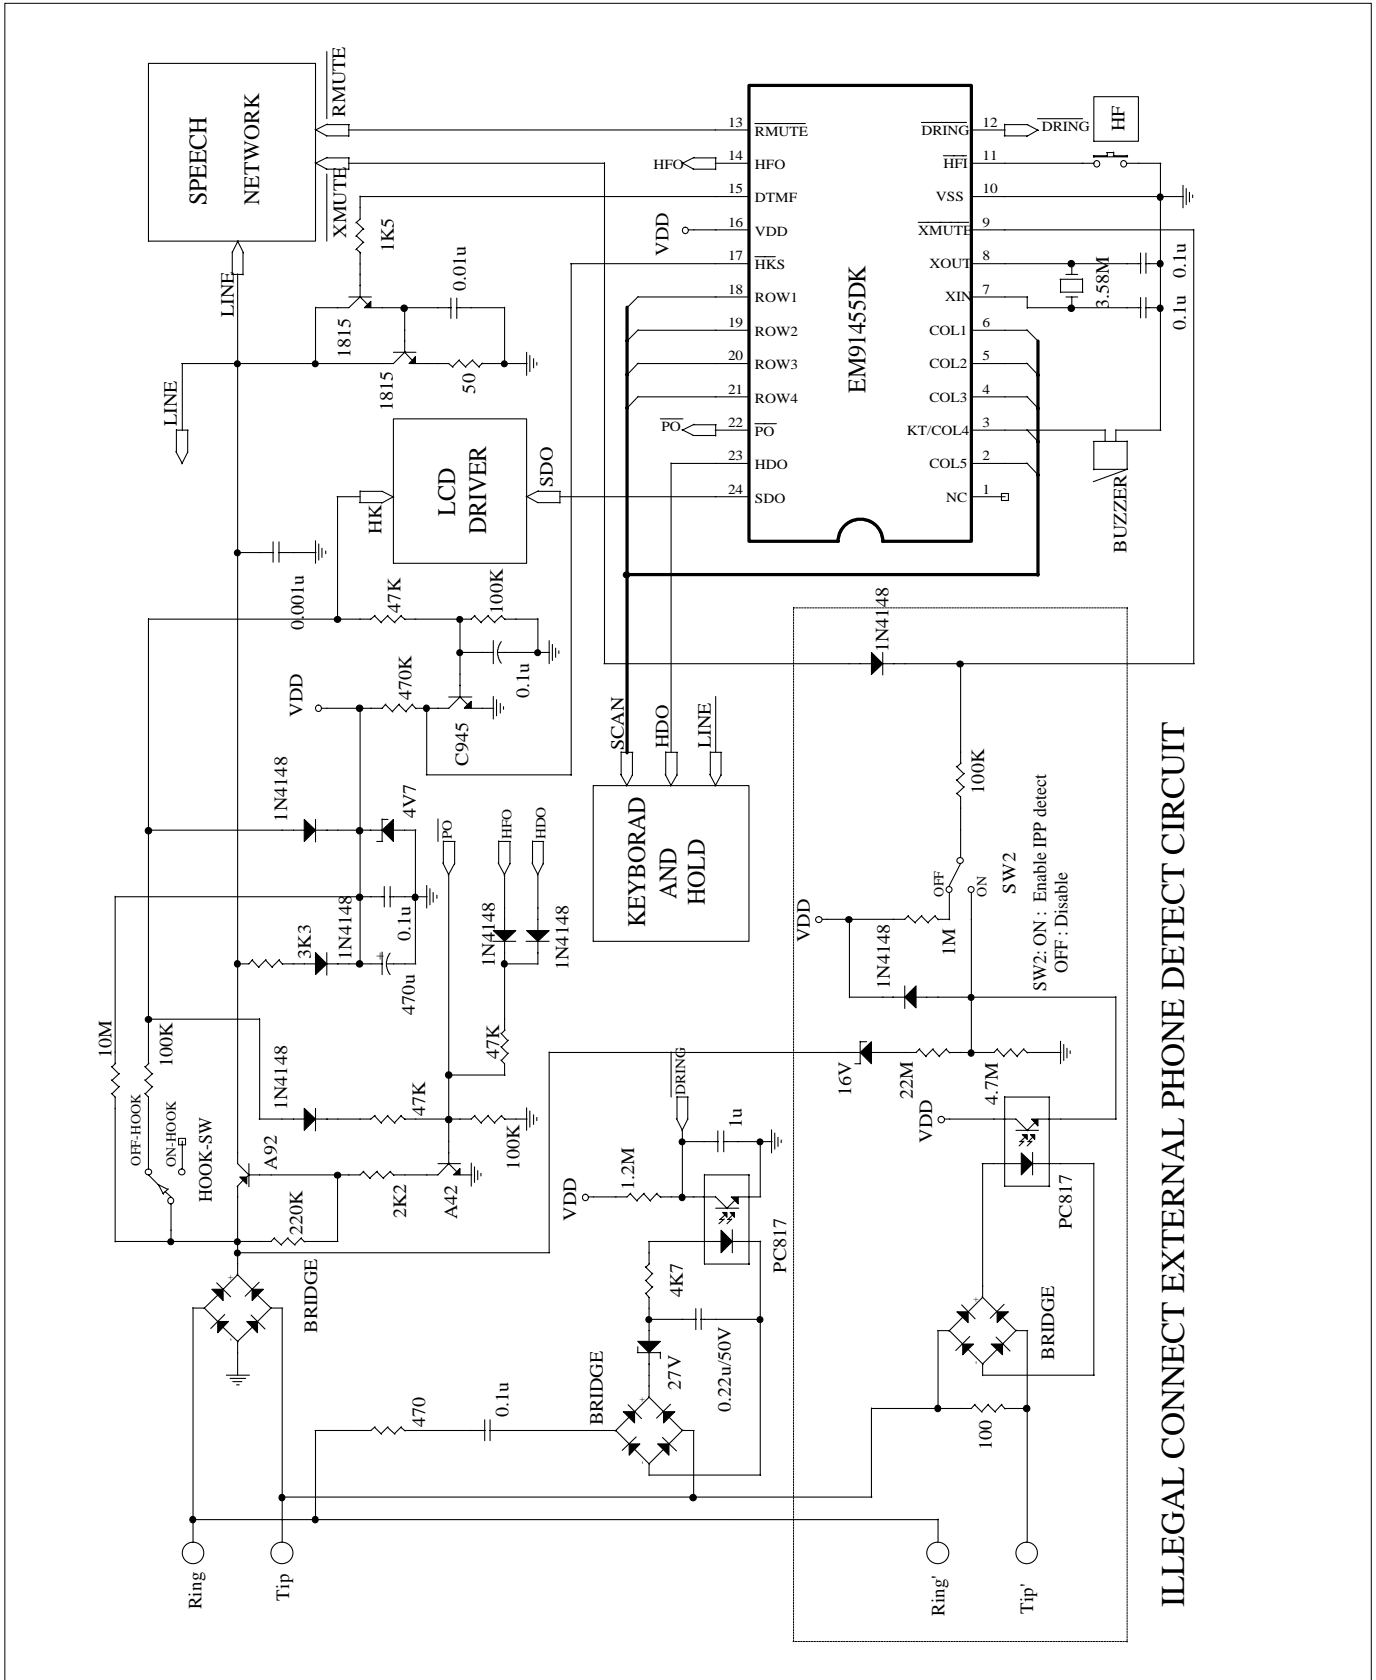 SPEECH
NETWORK
RMUTE
XMUTE
LINE
LINE
1K5
1815
1815
0.01u
50
LCD
DRIVER
HK
SDO
EM91455DK
13 RMUTE
14 HFO
15 DTMF
16 VDD
17 HKS
18 ROW1
19 ROW2
20 ROW3
21 ROW4
22 PO
23 HDO
24 SDO
DRING 12
HFI 11
VSS 10
XMUTE 9
XOUT 8
XIN 7
COL1 6
COL2 5
COL3 4
KT/COL4 3
COL5 2
NC 1
HFO
VDD
PO
DRING
HF
3.58M
0.1u
0.1u
BUZZER
0.001u
47K
100K
0.1u
VDD
470K
C945
1N4148
4V7
3K3
1N4148
0.1u
+
470u
10M
100K
OFF-HOOK
ON-HOOK
HOOK-SW
1N4148
47K
A92
220K
2K2
A42
100K
47K
PO
HFO
HDO
1N4148
1N4148
+
-
BRIDGE
SCAN
HDO
LINE
KEYBORAD
AND
HOLD
DRING
1u
1.2M
VDD
PC817
4K7
27V
0.22u/50V
BRIDGE
+
-
470
0.1u
Ring
Tip
1N4148
100K
OFF
ON
SW2
SW2: ON : Enable IPP detect
OFF : Disable
VDD
1M
1N4148
16V
22M
4.7M
VDD
PC817
+
-
BRIDGE
100
Ring'
Tip'
ILLEGAL CONNECT EXTERNAL PHONE DETECT CIRCUIT